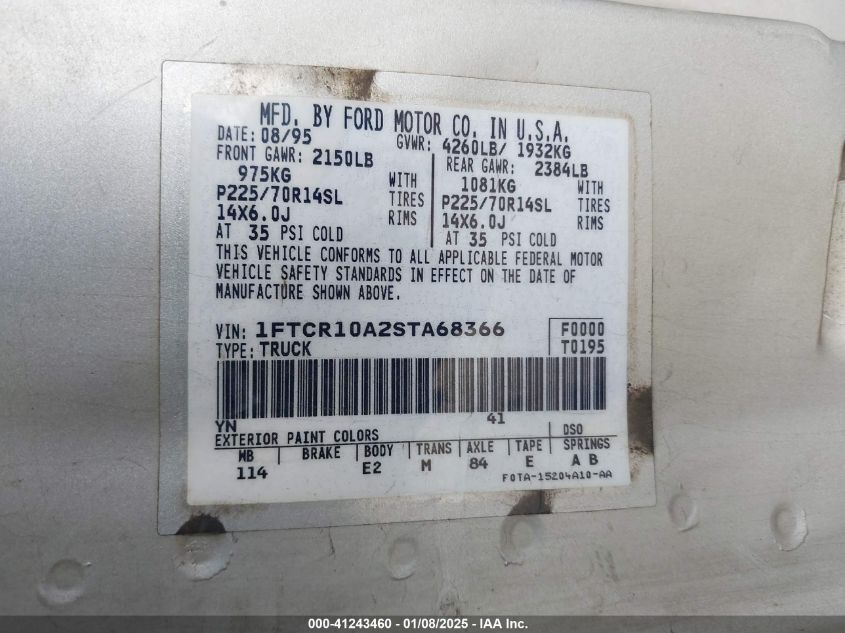 MFD. BY FORD MOTOR CO. IN U.S.A.
DATE: 08/95 GVWR: 4260LB/ 1932KG
FRONT GAWR: 2150LB REAR GAWR: 2384LB
975KG WITH 1081KG WITH
P225/70R14SL TIRES P225/70R14SL TIRES
14X6.0J RIMS 14X6.0J RIMS
AT 35 PSI COLD AT 35 PSI COLD
THIS VEHICLE CONFORMS TO ALL APPLICABLE FEDERAL MOTOR
VEHICLE SAFETY STANDARDS IN EFFECT ON THE DATE OF
MANUFACTURE SHOWN ABOVE.
VIN: 1FTCR10A2STA68366 F0000
TYPE: TRUCK T0195
YN 41
EXTERIOR PAINT COLORS DSO
WB BRAKE BODY TRANS AXLE TAPE SPRINGS
114 E2 M 84 E A B
F0TA-15204A10-AA
000-41243460 - 01/08/2025 - IAA Inc.